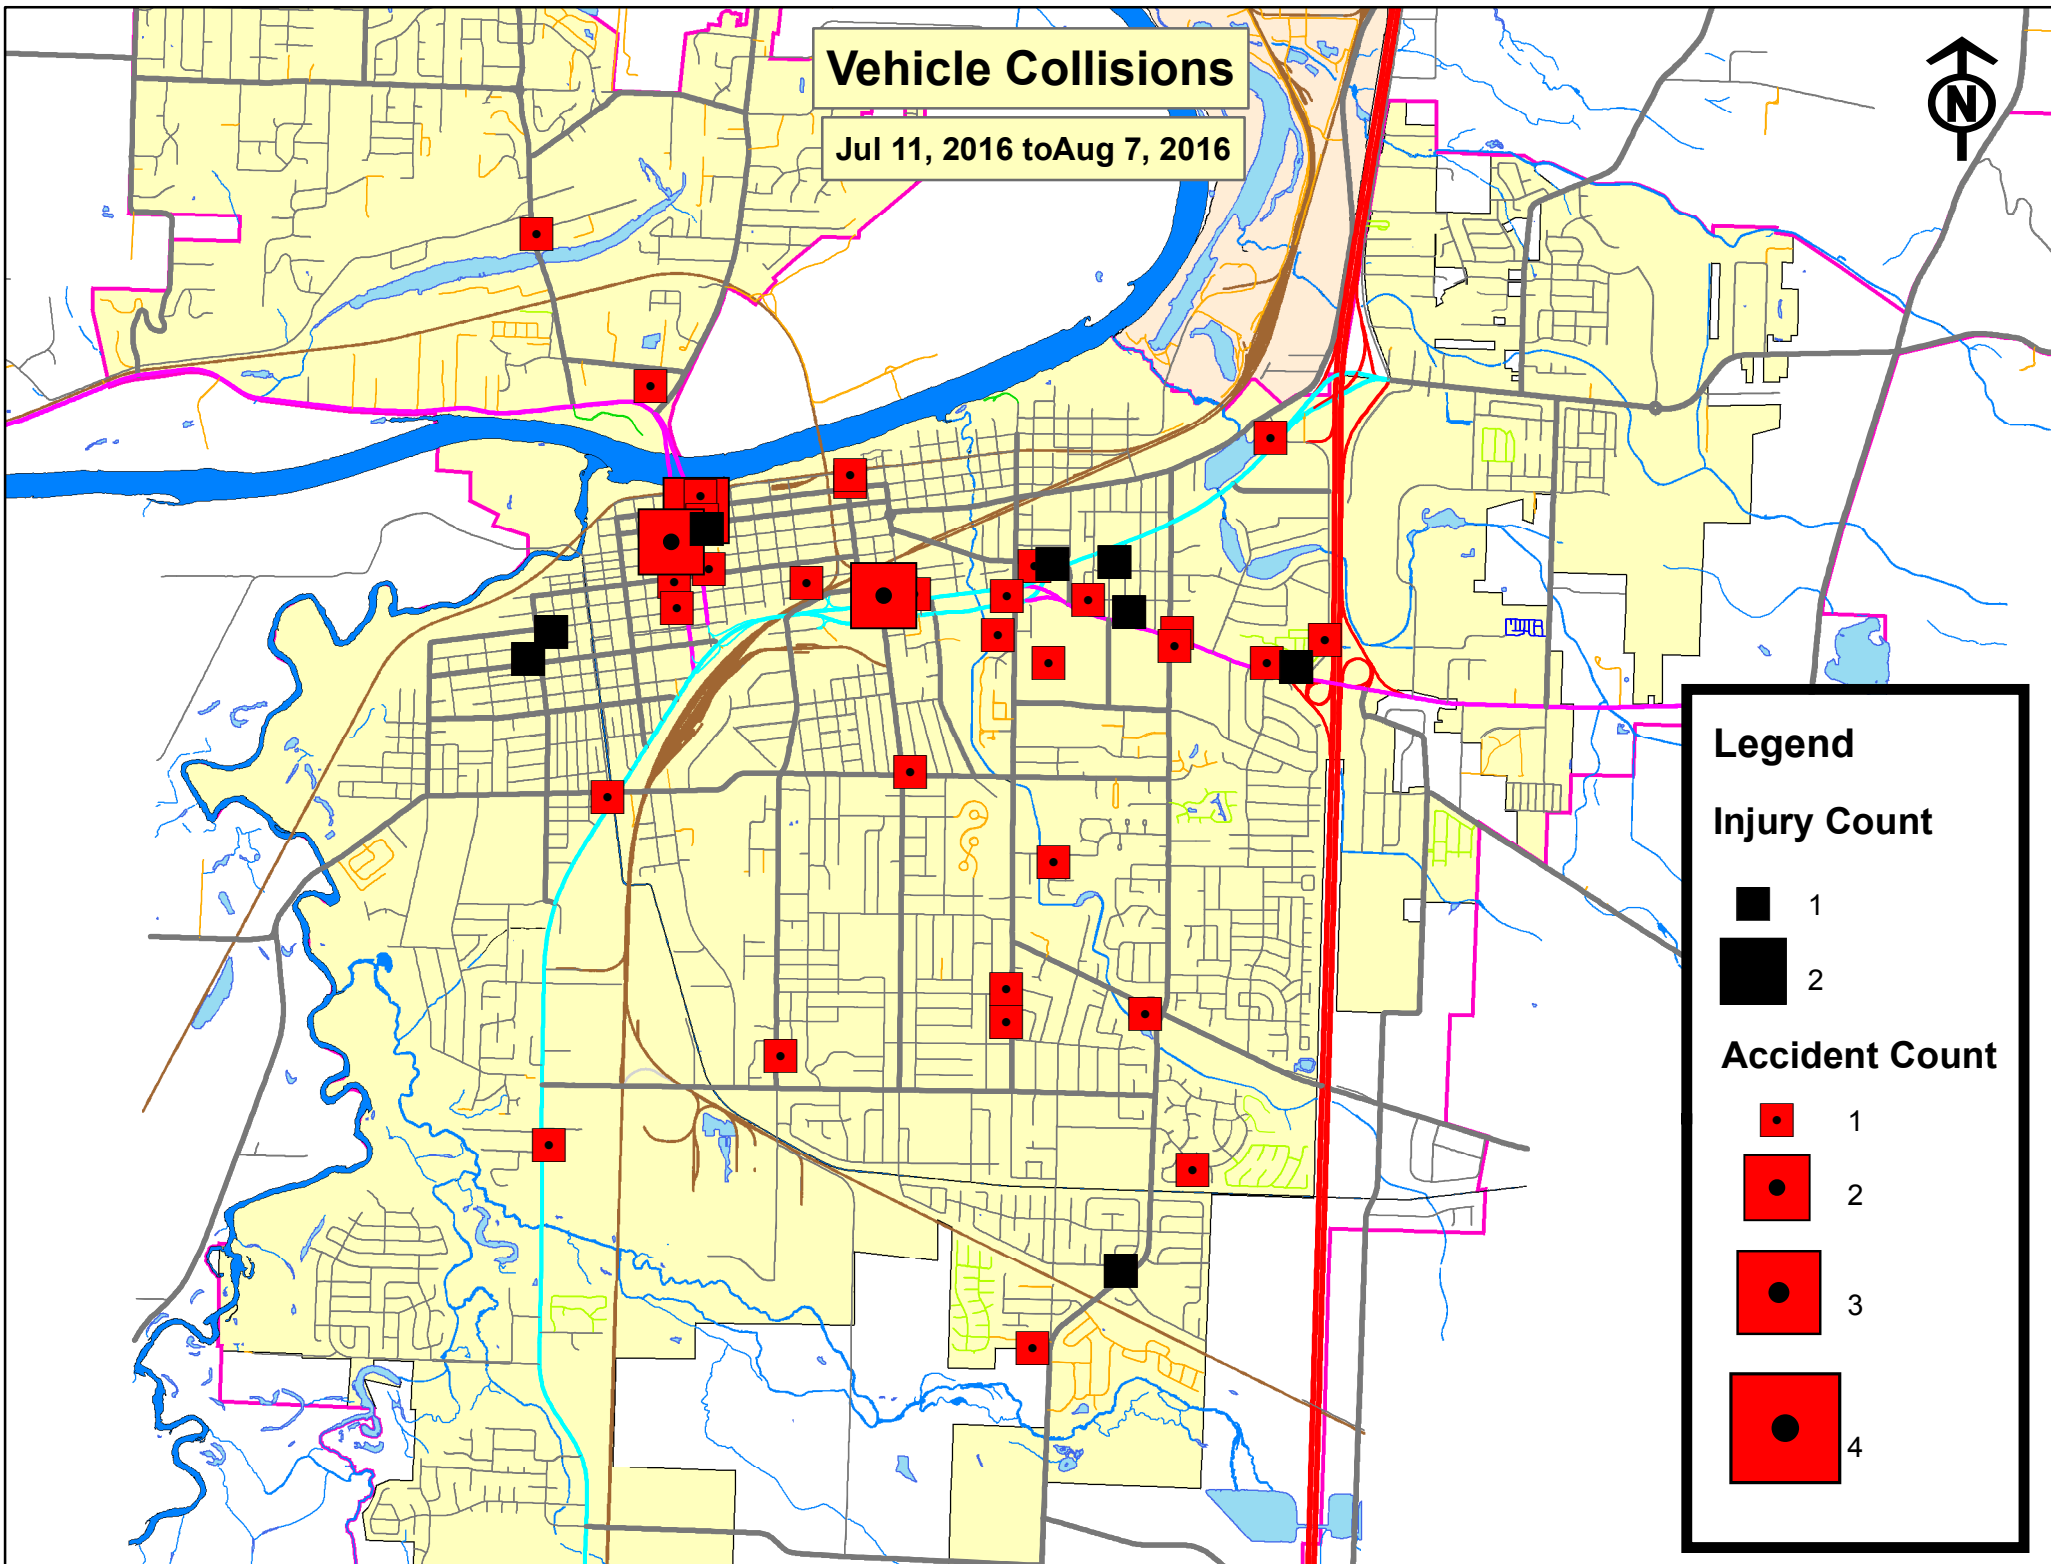 Vehicle Collisions
Jul 11, 2016 toAug 7, 2016
N
Legend
Injury Count
1
2
Accident Count
1
2
3
4